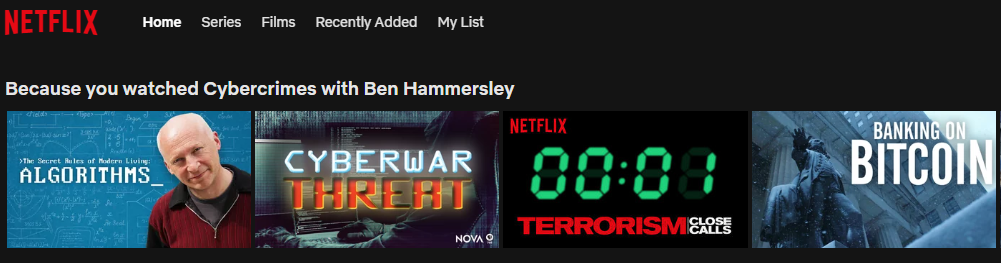 NETFLIX
Home Series Films Recently Added My List
Because you watched Cybercrimes with Ben Hammersley
>The Secret Rules of Modern Living:
ALGORITHMS_
CYBERWAR
THREAT
NOVA
NETFLIX
00:01
TERRORISM CLOSE
CALLS
BANKING ON
BITCOIN